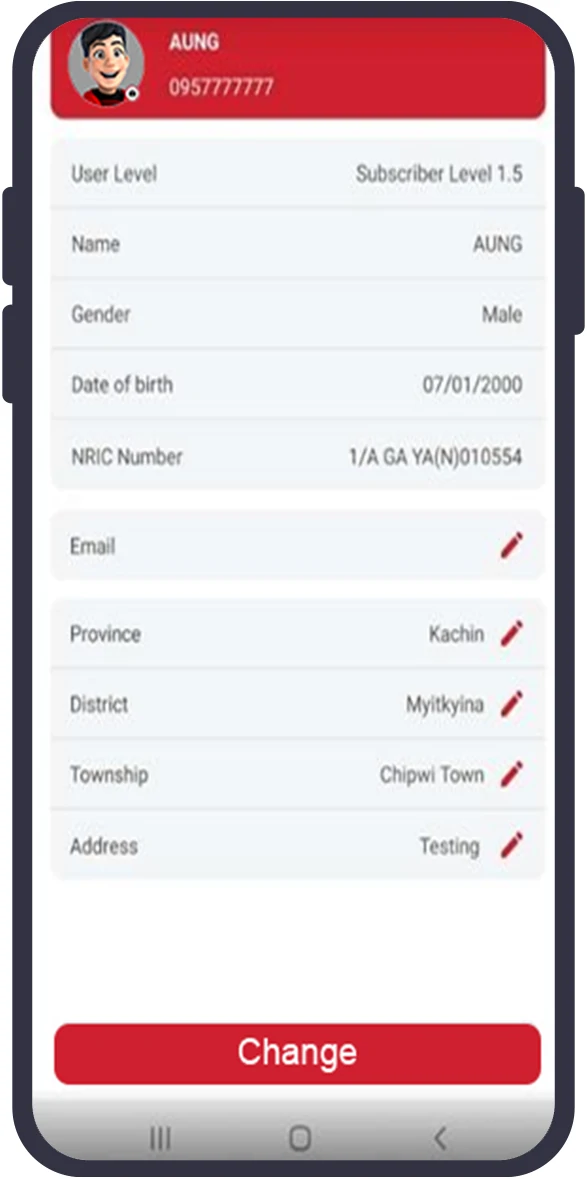 AUNG
0957777777
User Level Subscriber Level 1.5
Name AUNG
Gender Male
Date of birth 07/01/2000
NRIC Number 1/A GA YA(N)010554
Email
Province Kachin
District Myitkyina
Township Chipwi Town
Address Testing
Change